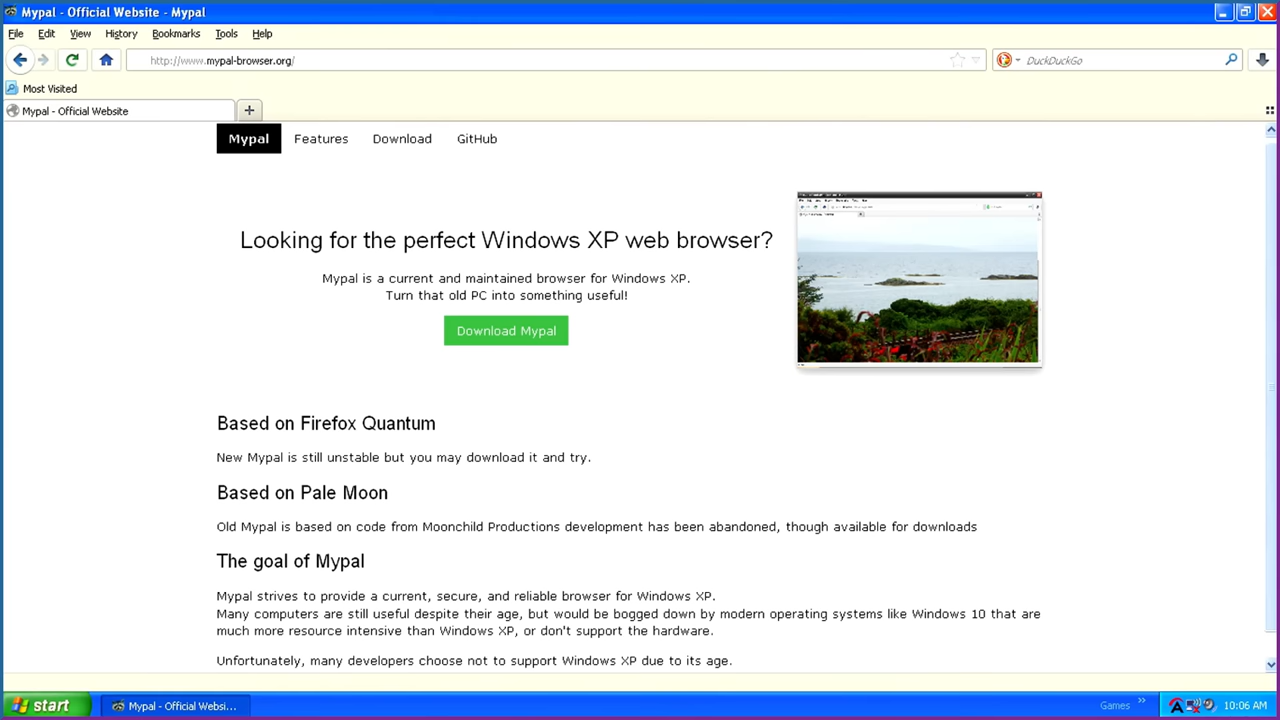 Mypal - Official Website - Mypal
File Edit View History Bookmarks Tools Help
http://www.mypal-browser.org/
DuckDuckGo
Most Visited
Mypal - Official Website
Mypal Features Download GitHub
Looking for the perfect Windows XP web browser?
Mypal is a current and maintained browser for Windows XP.
Turn that old PC into something useful!
Download Mypal
Based on Firefox Quantum
New Mypal is still unstable but you may download it and try.
Based on Pale Moon
Old Mypal is based on code from Moonchild Productions development has been abandoned, though available for downloads
The goal of Mypal
Mypal strives to provide a current, secure, and reliable browser for Windows XP.
Many computers are still useful despite their age, but would be bogged down by modern operating systems like Windows 10 that are
much more resource intensive than Windows XP, or don't support the hardware.
Unfortunately, many developers choose not to support Windows XP due to its age.
start
Mypal - Official Websi...
Games
10:06 AM